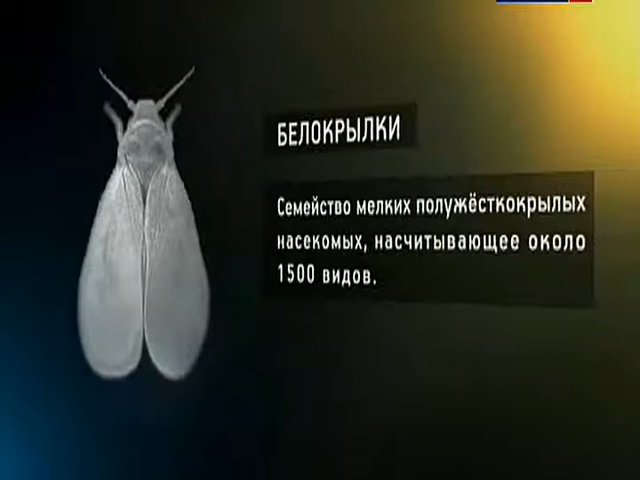 БЕЛОКРЫЛКИ
Семейство мелких полужёсткокрылых
насекомых, насчитывающее около
1500 видов.